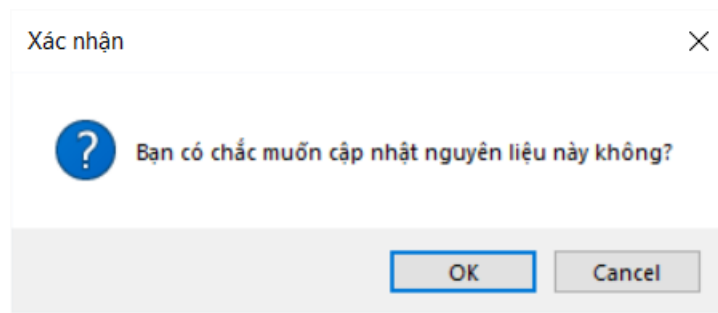 Xác nhận
Bạn có chắc muốn cập nhật nguyên liệu này không?
OK
Cancel